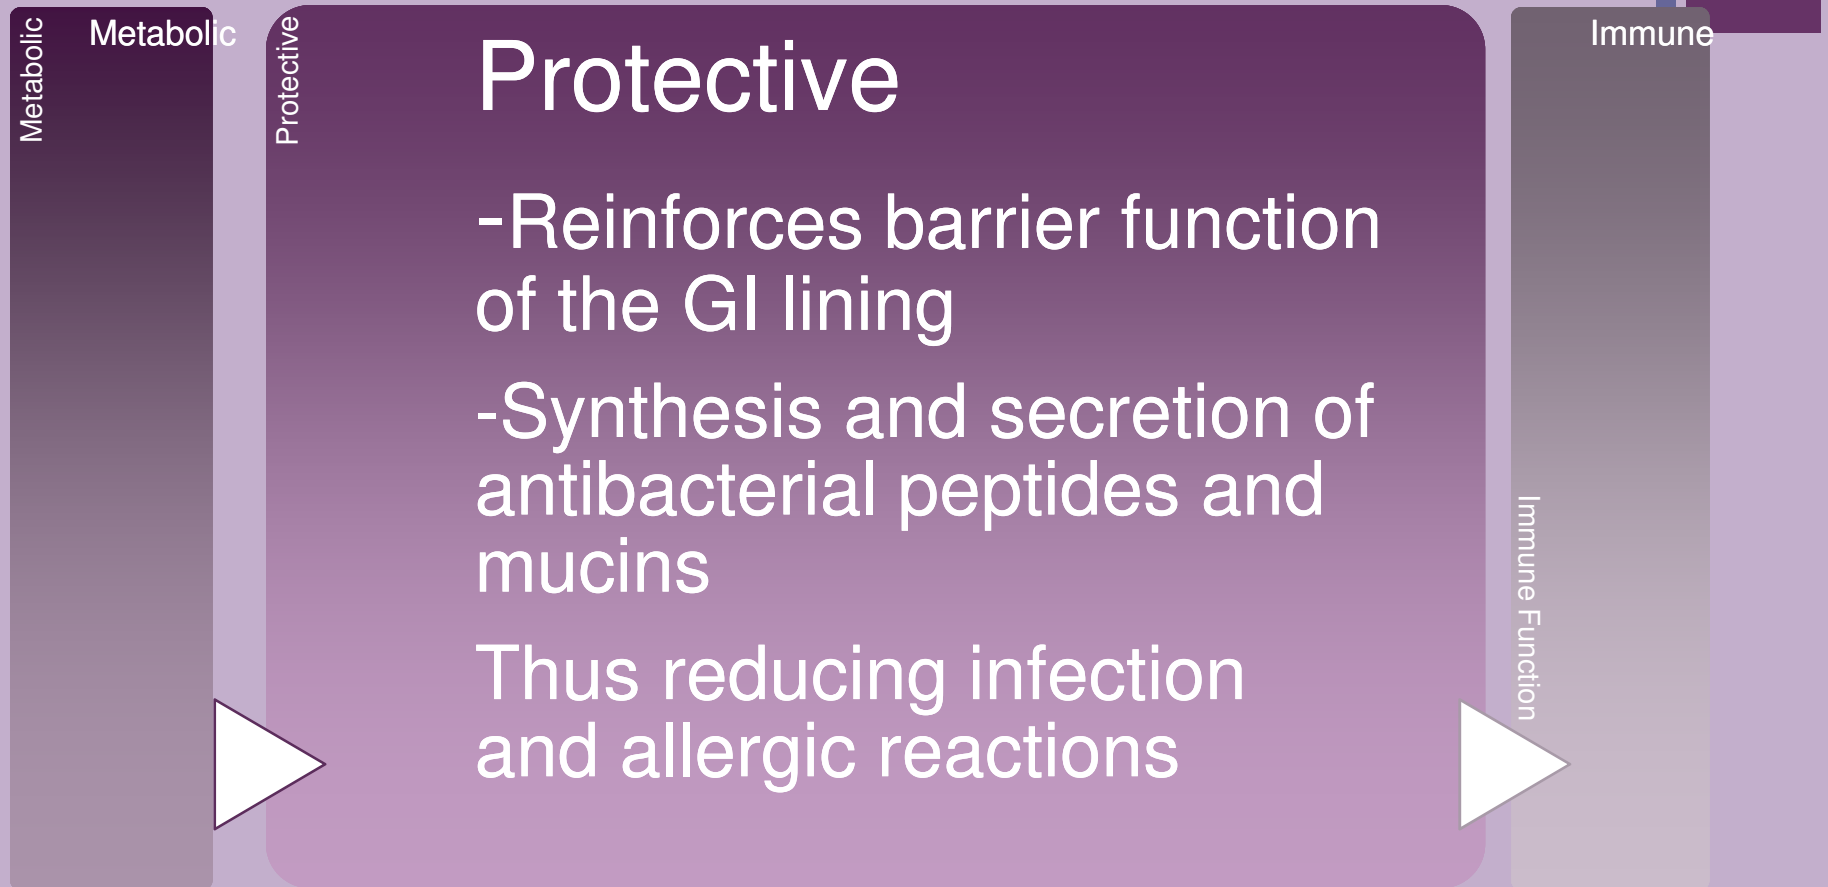 Metabolic
Metabolic
Protective
Protective
-Reinforces barrier function
of the GI lining
-Synthesis and secretion of
antibacterial peptides and
mucins
Thus reducing infection
and allergic reactions
Immune
Immune Function